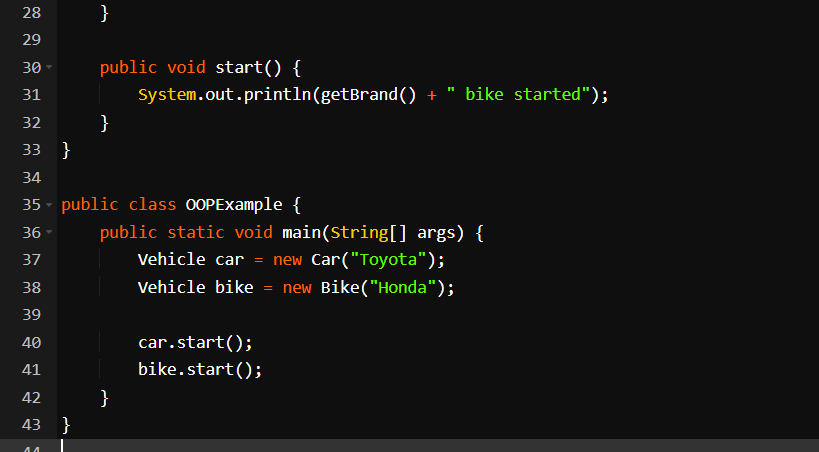 28     }
29
30     public void start() {
31         System.out.println(getBrand() + " bike started");
32     }
33 }
34
35 public class OOPExample {
36     public static void main(String[] args) {
37         Vehicle car = new Car("Toyota");
38         Vehicle bike = new Bike("Honda");
39
40         car.start();
41         bike.start();
42     }
43 }
44